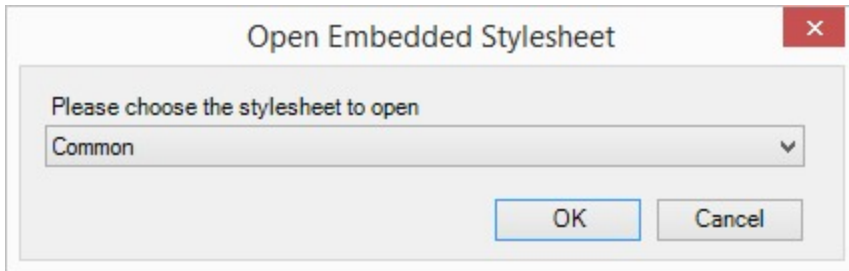 Open Embedded Stylesheet
Please choose the stylesheet to open
Common
OK Cancel